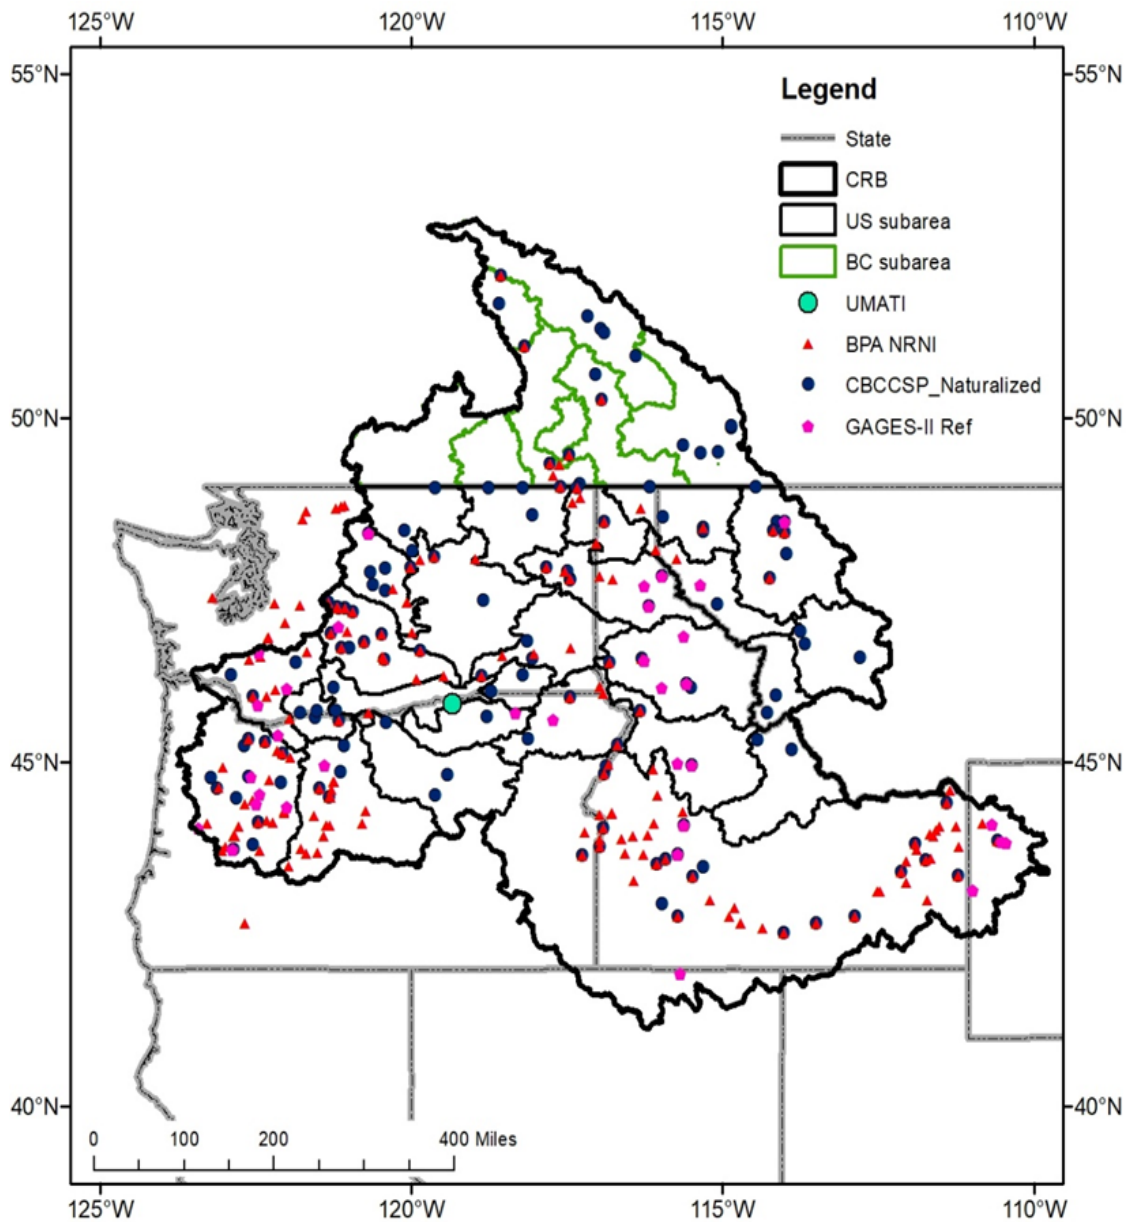 125°W 120°W 115°W 110°W
55°N 55°N
Legend
State
CRB
US subarea
BC subarea
UMATI
BPA NRNI
CBCCSP_Naturalized
GAGES-II Ref
50°N 50°N
45°N 45°N
40°N 40°N
0 100 200 400 Miles
125°W 120°W 115°W 110°W